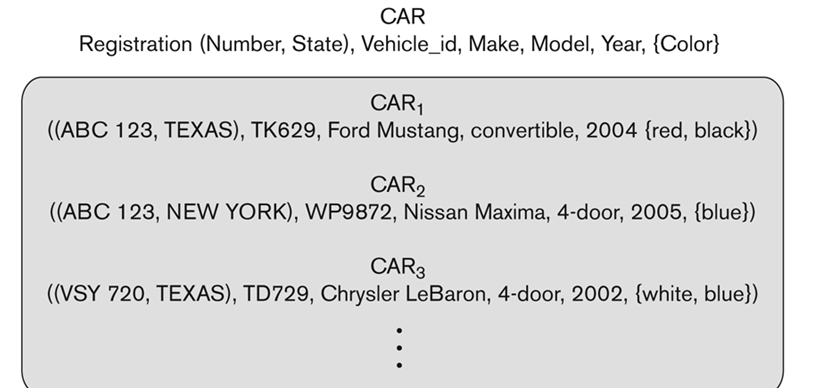 CAR
Registration (Number, State), Vehicle_id, Make, Model, Year, {Color}
CAR₁
((ABC 123, TEXAS), TK629, Ford Mustang, convertible, 2004 {red, black})
CAR₂
((ABC 123, NEW YORK), WP9872, Nissan Maxima, 4-door, 2005, {blue})
CAR₃
((VSY 720, TEXAS), TD729, Chrysler LeBaron, 4-door, 2002, {white, blue})